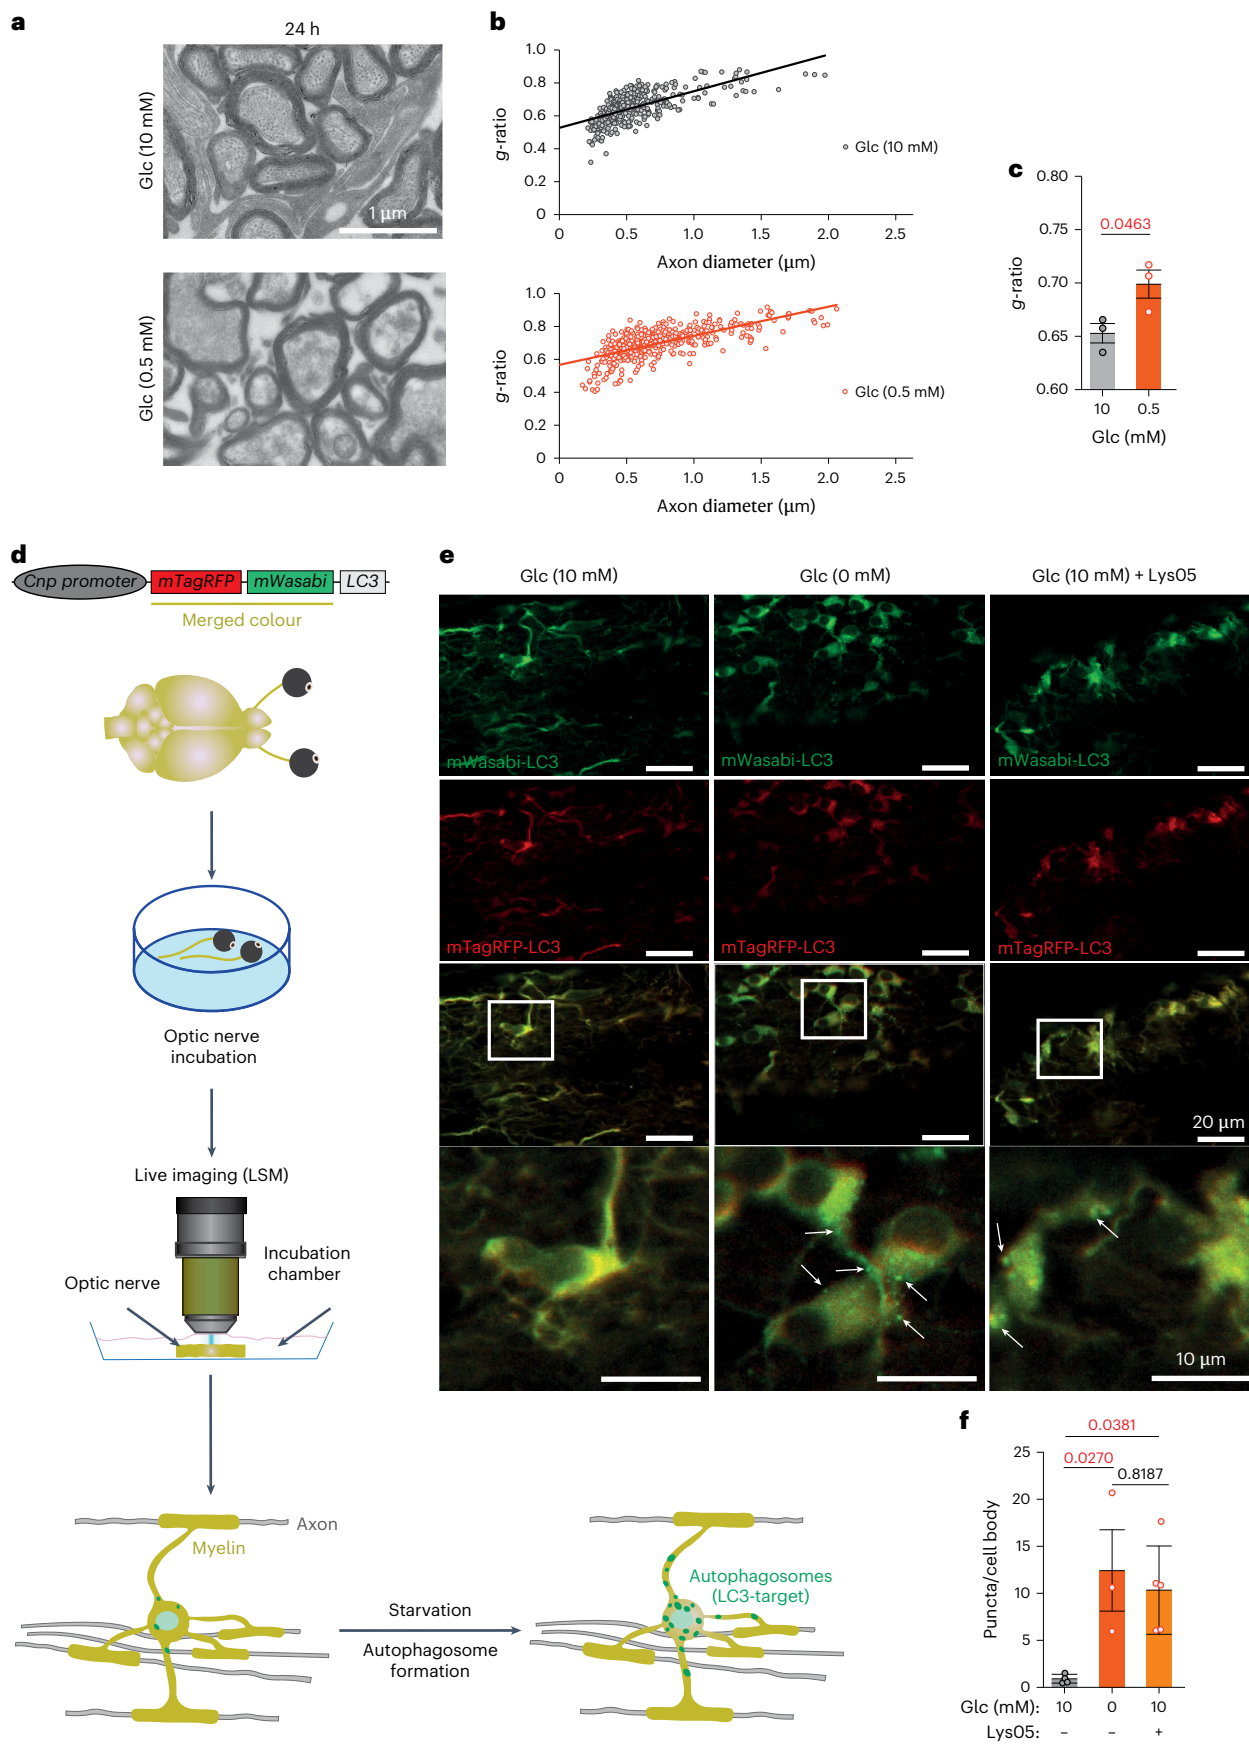 a
24 h
Glc (10 mM)
1 µm
Glc (0.5 mM)
b
1.0
0.8
0.6
0.4
0.2
0
g-ratio
0
0.5
1.0
1.5
2.0
2.5
Axon diameter (µm)
Glc (10 mM)
1.0
0.8
0.6
0.4
0.2
0
g-ratio
0
0.5
1.0
1.5
2.0
2.5
Axon diameter (µm)
Glc (0.5 mM)
c
0.80
0.75
0.70
0.65
0.60
g-ratio
0.0463
10
0.5
Glc (mM)
d
Cnp promoter
mTagRFP
mWasabi
LC3
Merged colour
Optic nerve
incubation
Live imaging (LSM)
Optic nerve
Incubation
chamber
Axon
Myelin
Starvation
Autophagosome
formation
Autophagosomes
(LC3-target)
e
Glc (10 mM)
Glc (0 mM)
Glc (10 mM) + Lys05
mWasabi-LC3
mWasabi-LC3
mWasabi-LC3
mTagRFP-LC3
mTagRFP-LC3
mTagRFP-LC3
20 µm
10 µm
f
0.0381
0.0270
0.8187
25
20
15
10
5
0
Puncta/cell body
Glc (mM): 10 0 10
Lys05: – – +